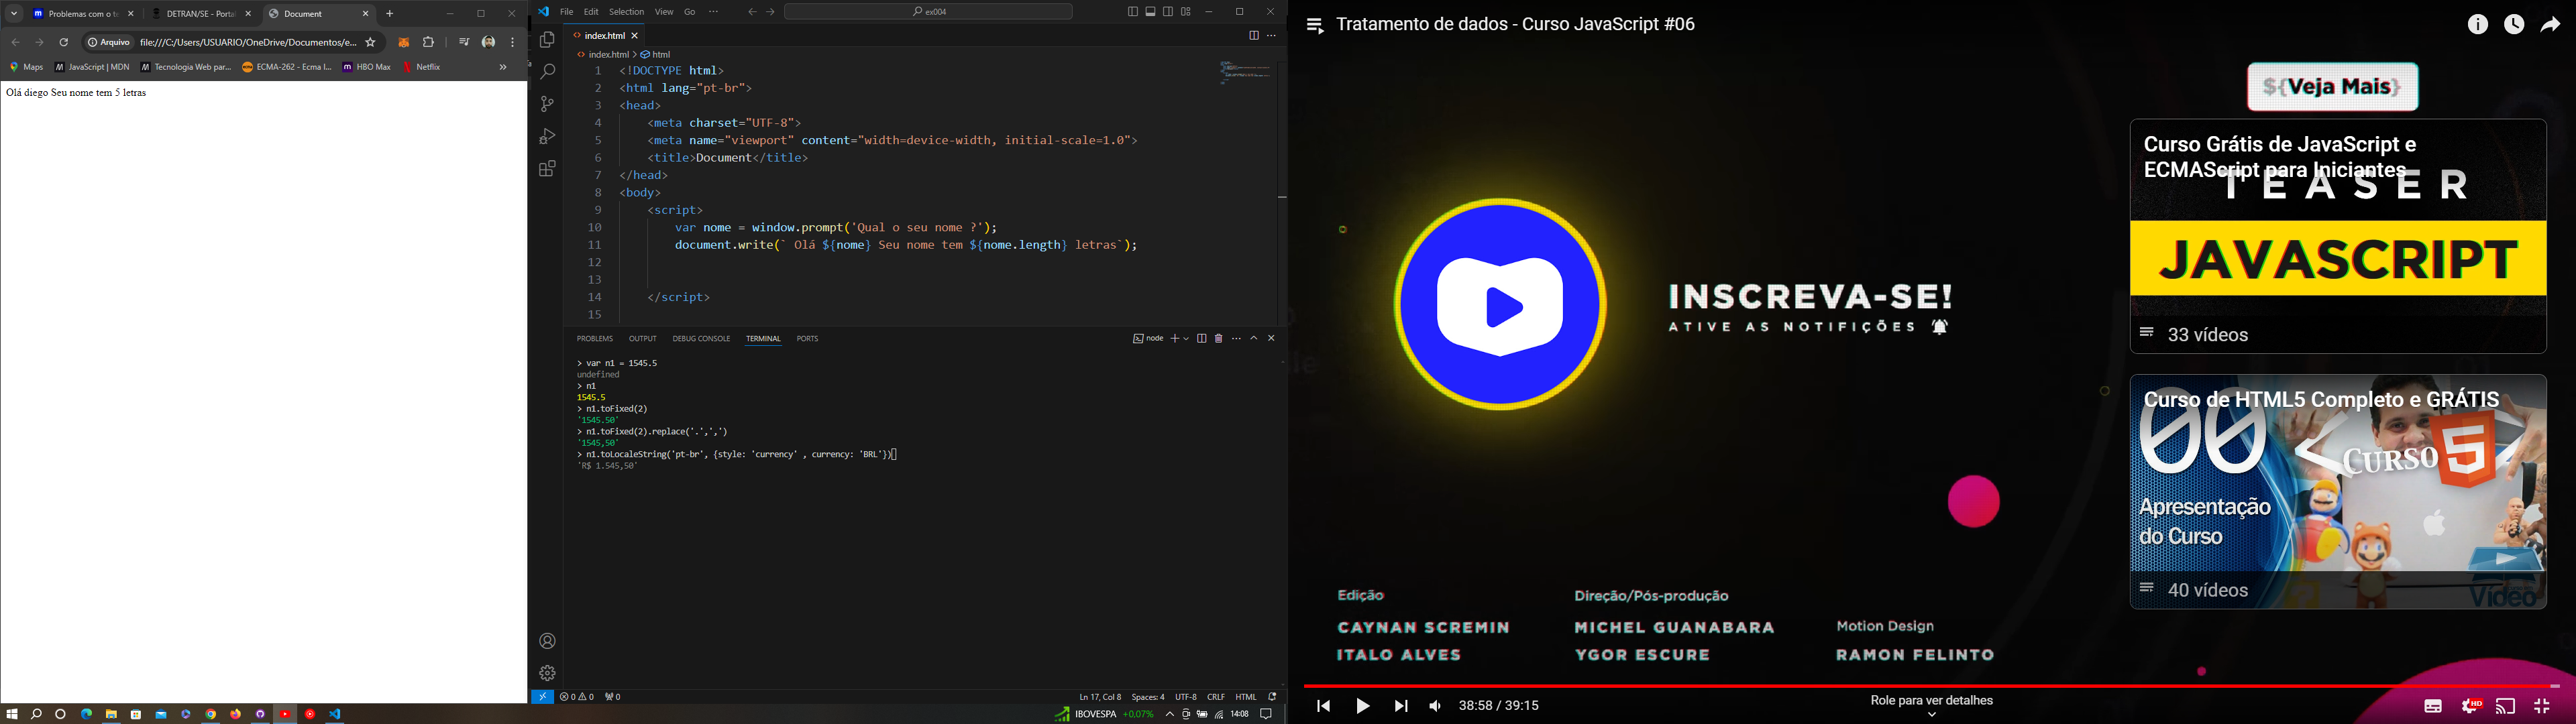 Problemas com o te
DETRAN/SE - Portal
Document
Arquivo
file:///C:/Users/USUARIO/OneDrive/Documentos/e...
Maps
JavaScript | MDN
Tecnologia Web par...
ECMA-262 - Ecma I...
HBO Max
Netflix
»
Olá diego Seu nome tem 5 letras
File Edit Selection View Go ···
ex004
index.html
index.html > html
1 <!DOCTYPE html>
2 <html lang="pt-br">
3 <head>
4 <meta charset="UTF-8">
5 <meta name="viewport" content="width=device-width, initial-scale=1.0">
6 <title>Document</title>
7 </head>
8 <body>
9 <script>
10 var nome = window.prompt('Qual o seu nome ?');
11 document.write(` Olá ${nome} Seu nome tem ${nome.length} letras`);
12
13
14 </script>
15
PROBLEMS OUTPUT DEBUG CONSOLE TERMINAL PORTS
node
> var n1 = 1545.5
undefined
> n1
1545.5
> n1.toFixed(2)
'1545.50'
> n1.toFixed(2).replace('.',',')
'1545,50'
> n1.toLocaleString('pt-br', {style: 'currency' , currency: 'BRL'})
'R$ 1.545,50'
0 0 0
Ln 17, Col 8 Spaces: 4 UTF-8 CRLF HTML
IBOVESPA +0,07%
14:08
Tratamento de dados - Curso JavaScript #06
${Veja Mais}
Curso Grátis de JavaScript e
ECMAScript para Iniciantes
TEASER
JAVASCRIPT
33 vídeos
INSCREVA-SE!
ATIVE AS NOTIFIÇÕES
Curso de HTML5 Completo e GRÁTIS
00
CURSO
5
Apresentação
do Curso
Vídeo
40 vídeos
Edição
CAYNAN SCREMIN
ITALO ALVES
Direção/Pós-produção
MICHEL GUANABARA
YGOR ESCURE
Motion Design
RAMON FELINTO
38:58 / 39:15
Role para ver detalhes
HD